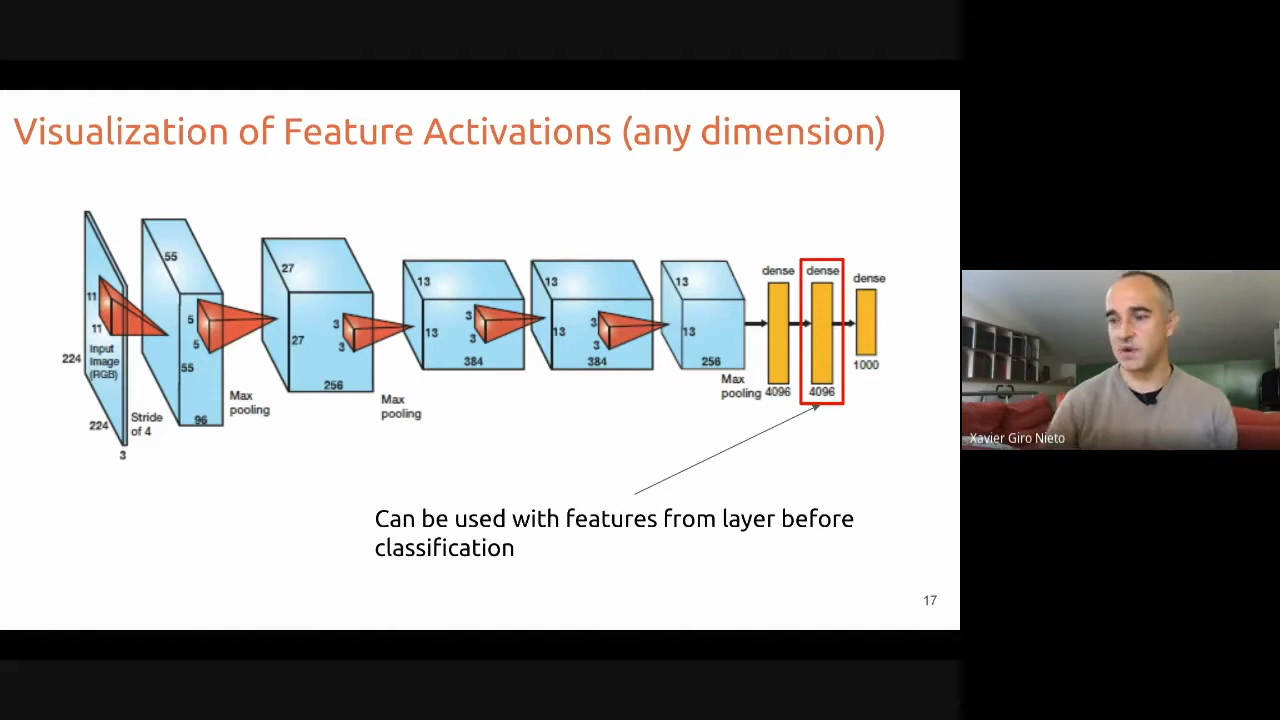 Visualization of Feature Activations (any dimension)
11
11
Input
Image
(RGB)
224
224
3
Stride
of 4
55
5
5
55
96
Max
pooling
27
27
3
3
256
Max
pooling
13
13
3
3
384
13
13
3
3
384
13
13
256
Max
pooling
dense
4096
dense
4096
dense
1000
Can be used with features from layer before
classification
17
Xavier Giro Nieto